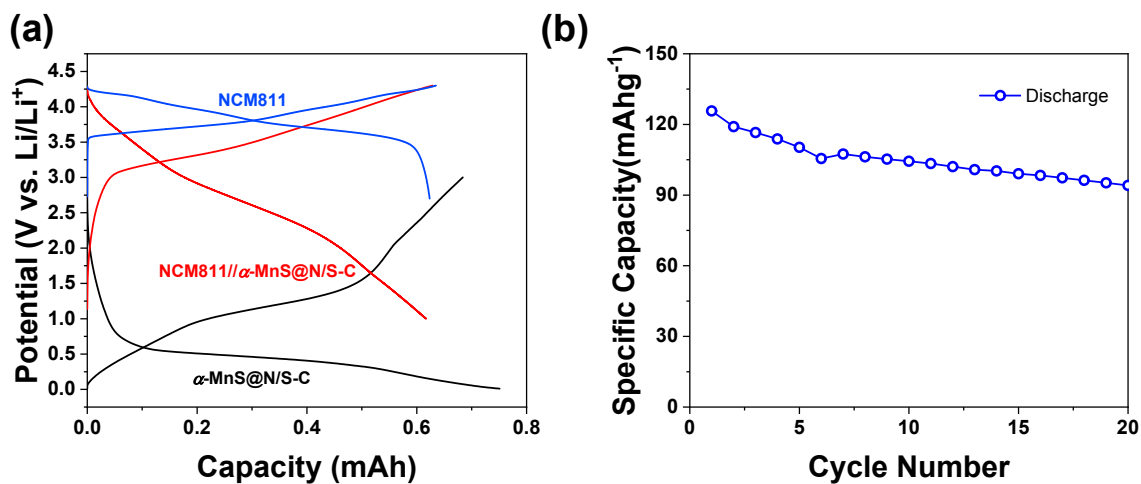 (a)
Potential (V vs. Li/Li⁺)
4.5
4.0
3.5
3.0
2.5
2.0
1.5
1.0
0.5
0.0
NCM811
NCM811//α-MnS@N/S-C
α-MnS@N/S-C
0.0 0.2 0.4 0.6 0.8
Capacity (mAh)
(b)
Specific Capacity(mAhg⁻¹)
150
120
90
60
30
0
Discharge
0 5 10 15 20
Cycle Number